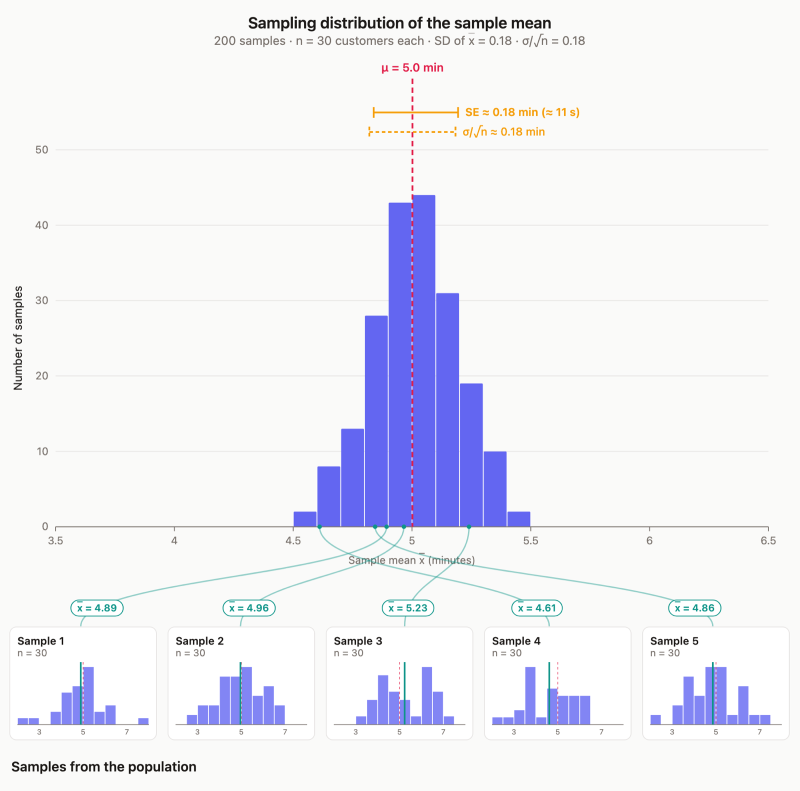 Sampling distribution of the sample mean
200 samples · n = 30 customers each · SD of x̅ = 0.18 · σ/√n = 0.18
μ = 5.0 min
SE ≈ 0.18 min (≈ 11 s)
σ/√n ≈ 0.18 min
Number of samples
50
40
30
20
10
0
3.5 4 4.5 5 5.5 6 6.5
Sample mean x̅ (minutes)
x̅ = 4.89
x̅ = 4.96
x̅ = 5.23
x̅ = 4.61
x̅ = 4.86
Sample 1
n = 30
3 5 7
Sample 2
n = 30
3 5 7
Sample 3
n = 30
3 5 7
Sample 4
n = 30
3 5 7
Sample 5
n = 30
3 5 7
Samples from the population